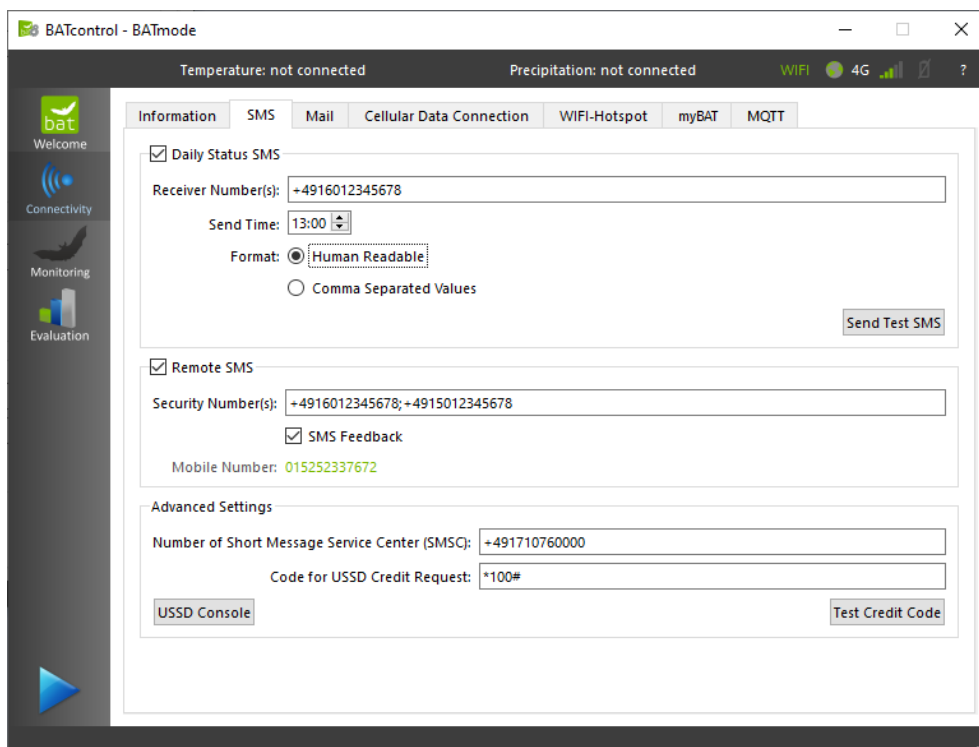 BATcontrol - BATmode
Temperature: not connected Precipitation: not connected WIFI 4G ?
bat
Welcome
Connectivity
Monitoring
Evaluation
Information SMS Mail Cellular Data Connection WIFI-Hotspot myBAT MQTT
Daily Status SMS
Receiver Number(s): +4916012345678
Send Time: 13:00
Format: Human Readable
Comma Separated Values
Send Test SMS
Remote SMS
Security Number(s): +4916012345678;+4915012345678
SMS Feedback
Mobile Number: 015252337672
Advanced Settings
Number of Short Message Service Center (SMSC): +491710760000
Code for USSD Credit Request: *100#
USSD Console Test Credit Code